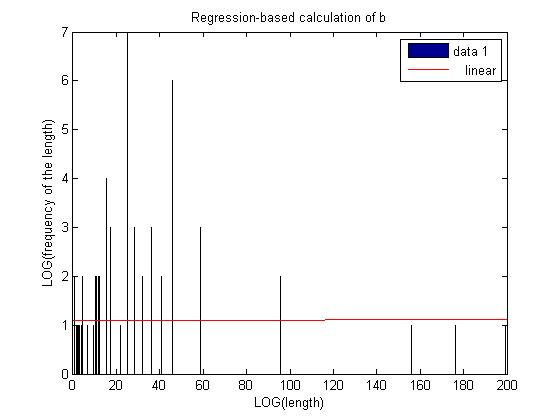 Regression-based calculation of b
data 1
linear
LOG(frequency of the length)
7
6
5
4
3
2
1
0
0 20 40 60 80 100 120 140 160 180 200
LOG(length)